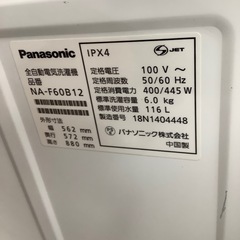 Panasonic
IPX4
JET
全自動電気洗濯機
品番
NA-F60B12
外形寸法
幅 562 mm
奥行 572 mm
高さ 880 mm
定格電圧 : 100 V～
定格周波数 : 50/60 Hz
定格消費電力 : 400/445 W
標準洗濯容量 : 6.0 kg
標準使用水量 : 116 L
製造番号 18N1404448
パナソニック株式会社
中国製